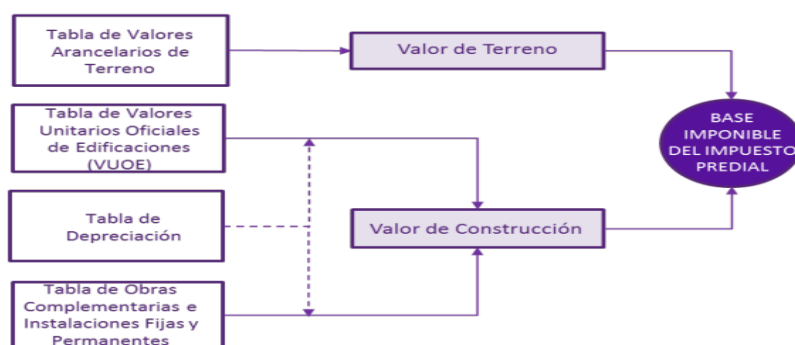 Tabla de Valores
Arancelarios de
Terreno
Valor de Terreno
Tabla de Valores
Unitarios Oficiales
de Edificaciones
(VUOE)
BASE
IMPONIBLE
DEL IMPUESTO
PREDIAL
Tabla de
Depreciación
Valor de Construcción
Tabla de Obras
Complementarias e
Instalaciones Fijas y
Permanentes